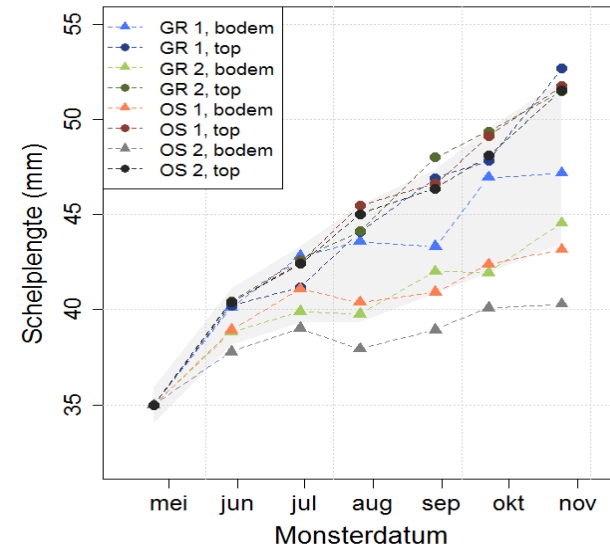 55
50
45
40
35
Schelplengte (mm)
GR 1, bodem
GR 1, top
GR 2, bodem
GR 2, top
OS 1, bodem
OS 1, top
OS 2, bodem
OS 2, top
mei jun jul aug sep okt nov
Monsterdatum